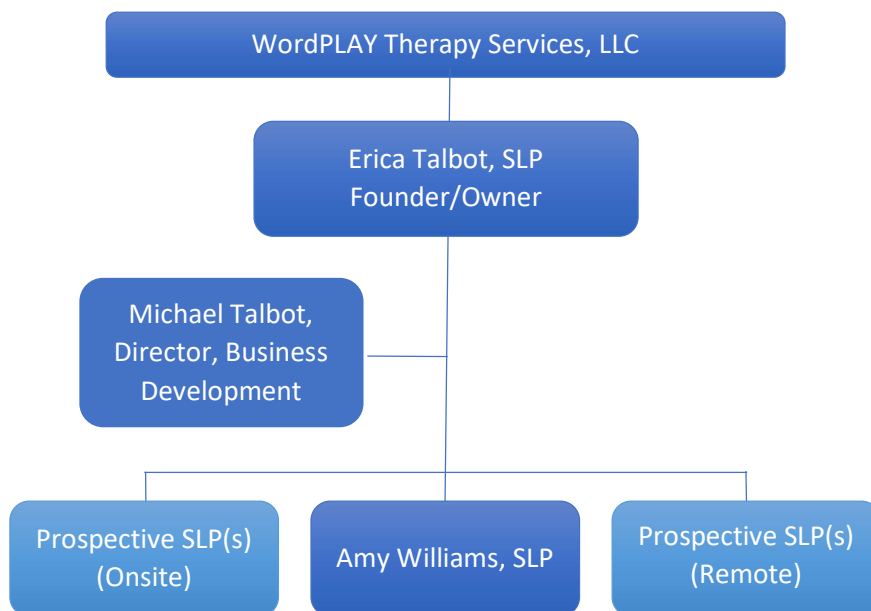 WordPLAY Therapy Services, LLC
Erica Talbot, SLP
Founder/Owner
Michael Talbot,
Director, Business
Development
Prospective SLP(s)
(Onsite)
Amy Williams, SLP
Prospective SLP(s)
(Remote)